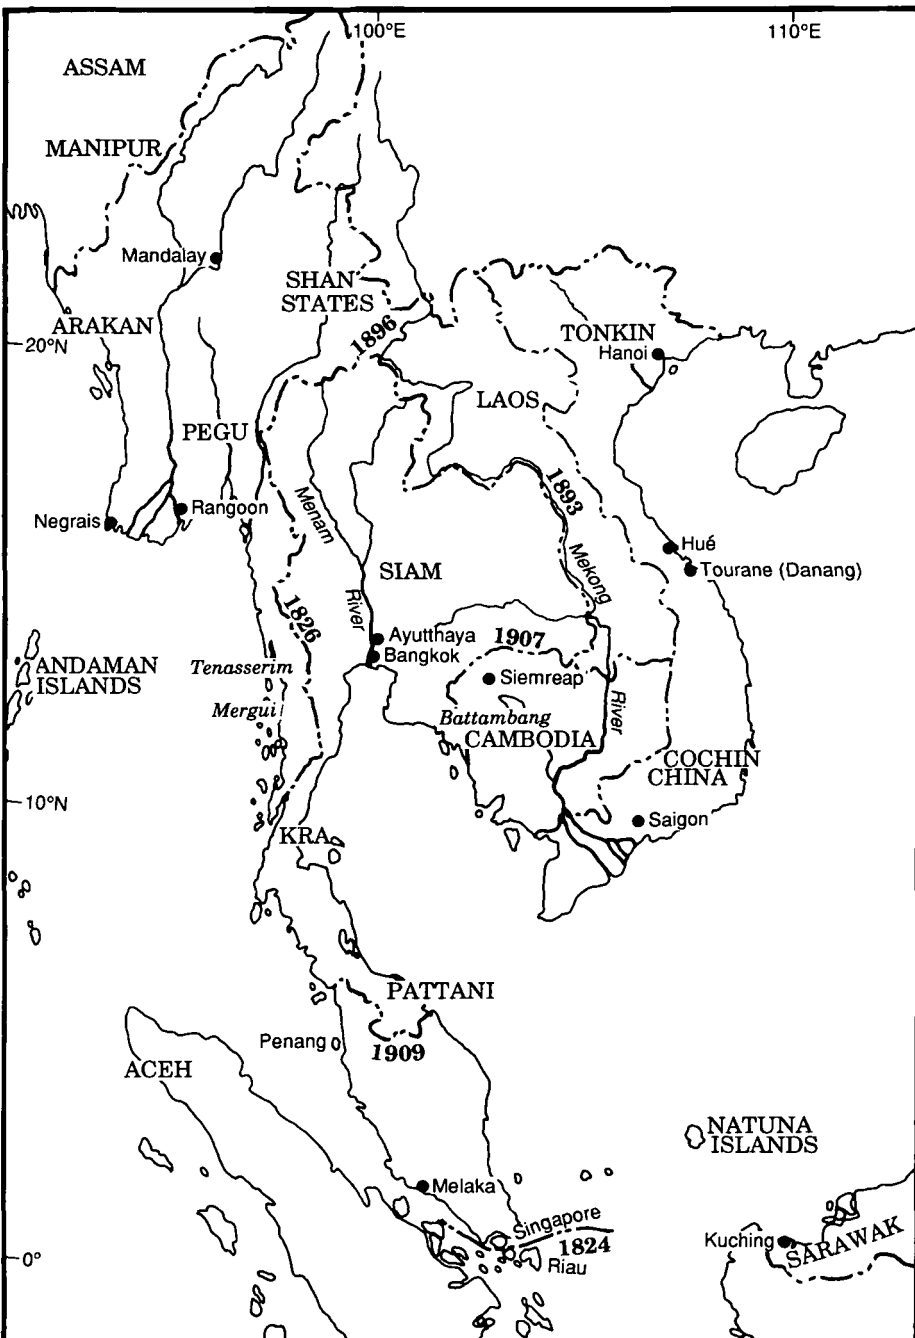 100°E
110°E
ASSAM
MANIPUR
Mandalay
SHAN
STATES
ARAKAN
1896
TONKIN
20°N
Hanoi
LAOS
PEGU
1893
Menam
Negrais
Rangoon
Hué
Mekong
Tourane (Danang)
SIAM
River
1826
Ayutthaya
1907
Bangkok
ANDAMAN
ISLANDS
Tenasserim
Siemreap
Mergui
River
Battambang
CAMBODIA
COCHIN
CHINA
10°N
Saigon
KRA
PATTANI
Penang
1909
ACEH
NATUNA
ISLANDS
Melaka
Singapore
1824
Kuching
SARAWAK
0°
Riau